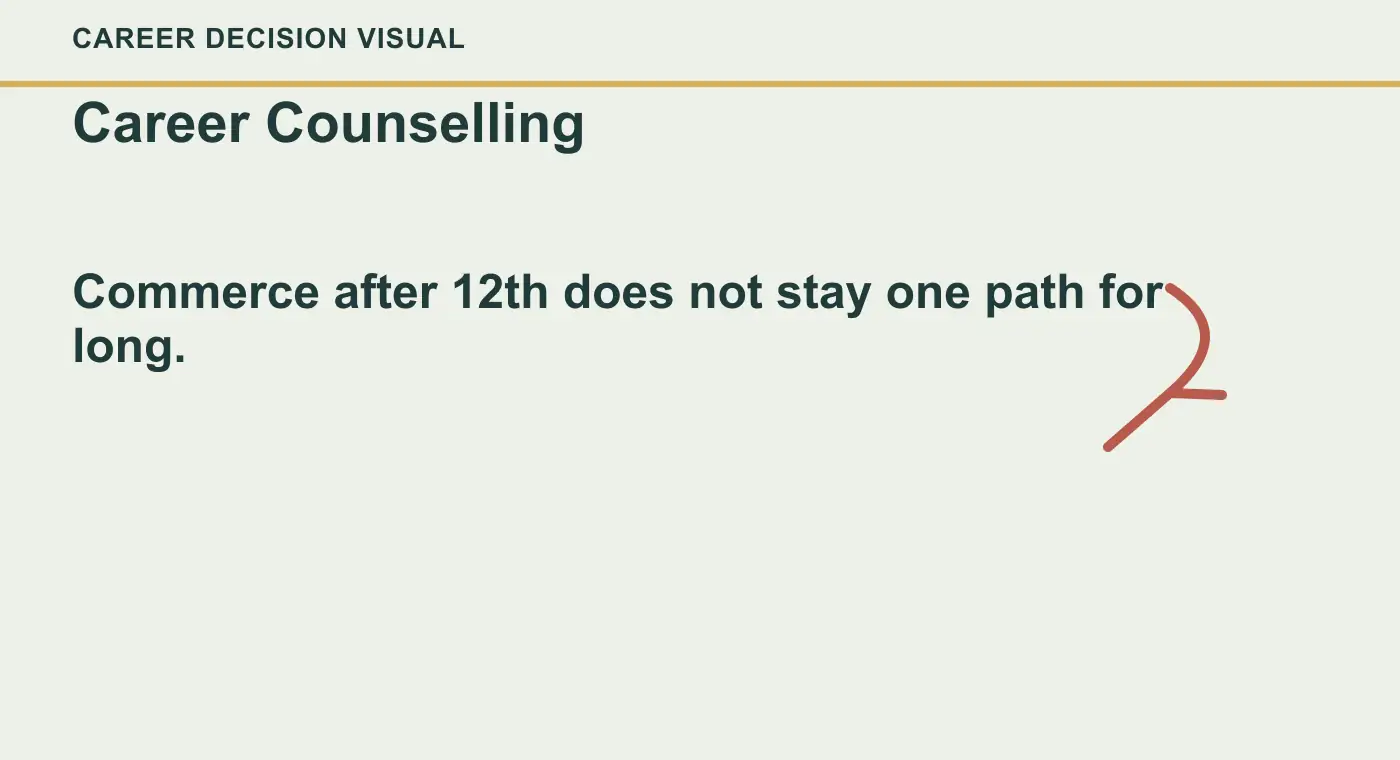 CAREER DECISION VISUAL
Career Counselling
Commerce after 12th does not stay one path for
long.